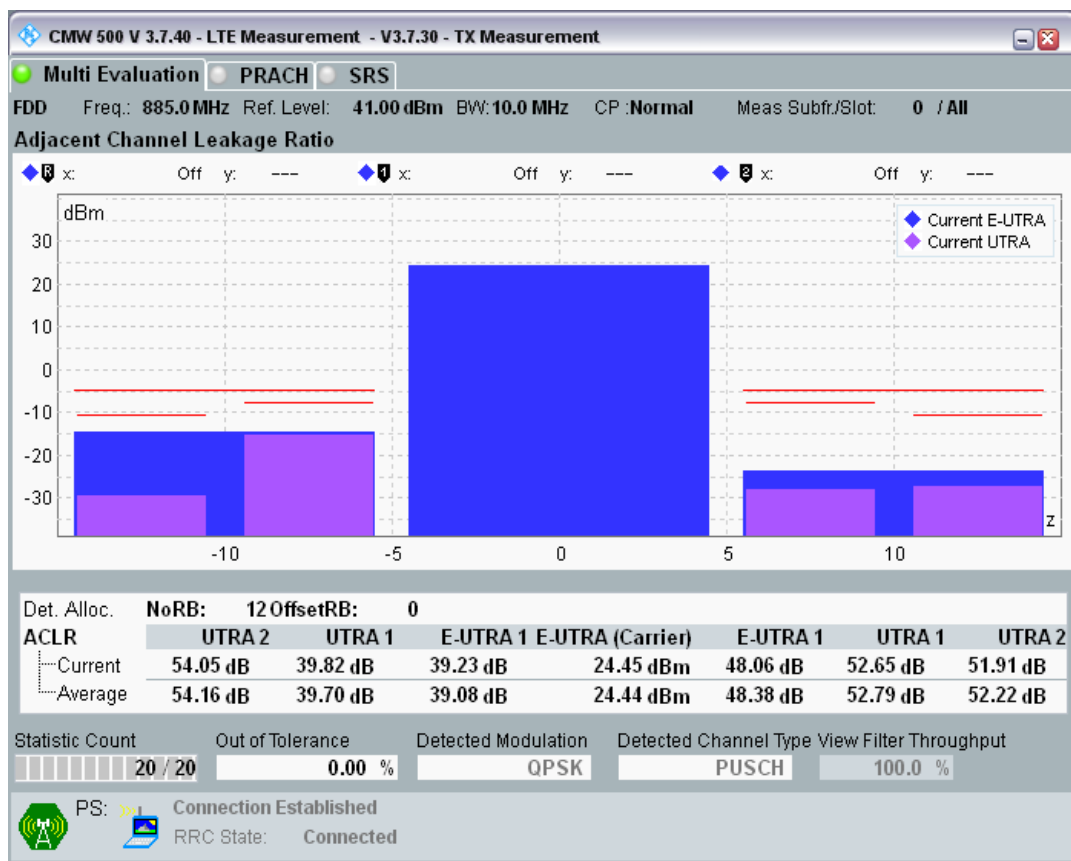 CMW 500 V 3.7.40 - LTE Measurement - V3.7.30 - TX Measurement
Multi Evaluation PRACH SRS
FDD Freq.: 885.0 MHz Ref. Level: 41.00 dBm BW: 10.0 MHz CP :Normal Meas Subfr./Slot: 0 / All
Adjacent Channel Leakage Ratio
R x: Off y: --- 1 x: Off y: --- 2 x: Off y: ---
dBm
Current E-UTRA
Current UTRA
30
20
10
0
-10
-20
-30
z
-10 -5 0 5 10
Det. Alloc. NoRB: 12 OffsetRB: 0
ACLR UTRA 2 UTRA 1 E-UTRA 1 E-UTRA (Carrier) E-UTRA 1 UTRA 1 UTRA 2
Current 54.05 dB 39.82 dB 39.23 dB 24.45 dBm 48.06 dB 52.65 dB 51.91 dB
Average 54.16 dB 39.70 dB 39.08 dB 24.44 dBm 48.38 dB 52.79 dB 52.22 dB
Statistic Count Out of Tolerance Detected Modulation Detected Channel Type View Filter Throughput
20 / 20 0.00 % QPSK PUSCH 100.0 %
PS: Connection Established
RRC State: Connected